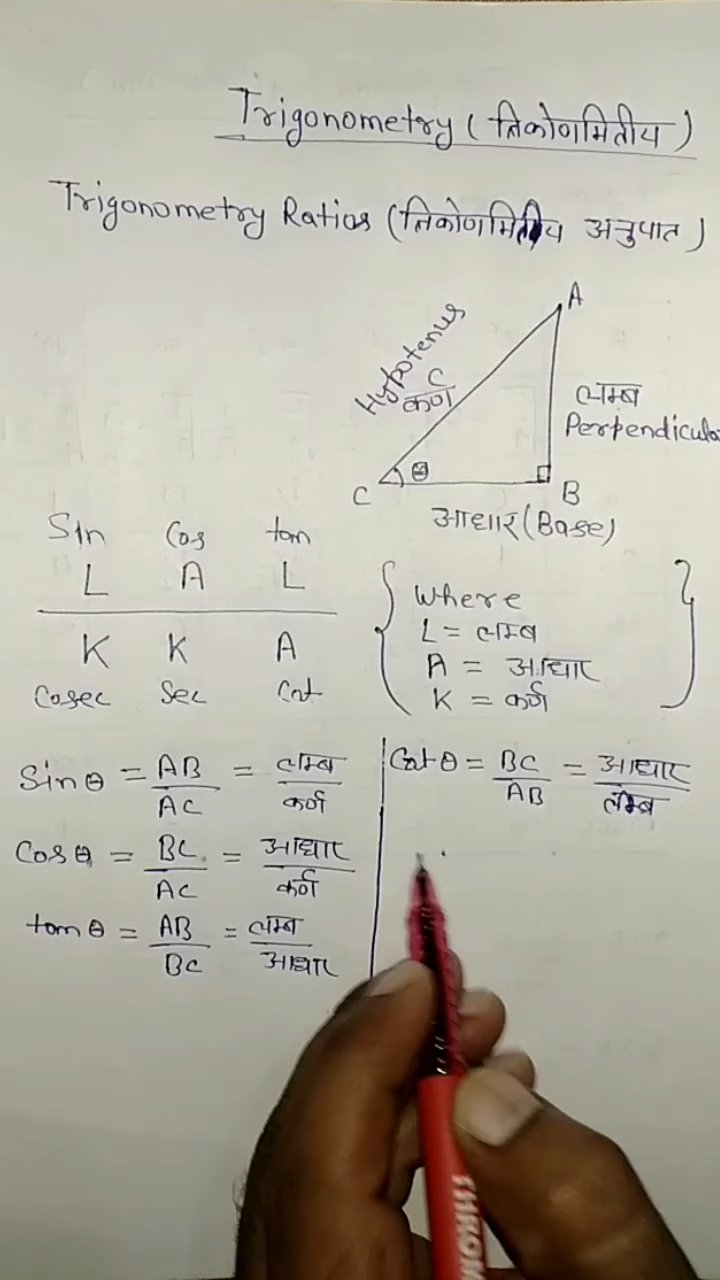 Trigonometry (त्रिकोणमितीय)
Trigonometry Ratios (त्रिकोणमितीय अनुपात)
A
Hypotenus
C
कर्ण
लम्ब
Perpendicula
C
θ
B
आधार (Base)
Sin Cos tan
L A L
K K A
Cosec Sec Cot
Where
L = लम्ब
A = आधार
K = कर्ण
Sinθ = AB/AC = लम्ब/कर्ण
Cosθ = BC/AC = आधार/कर्ण
tanθ = AB/BC = लम्ब/आधार
Cotθ = BC/AB = आधार/लम्ब